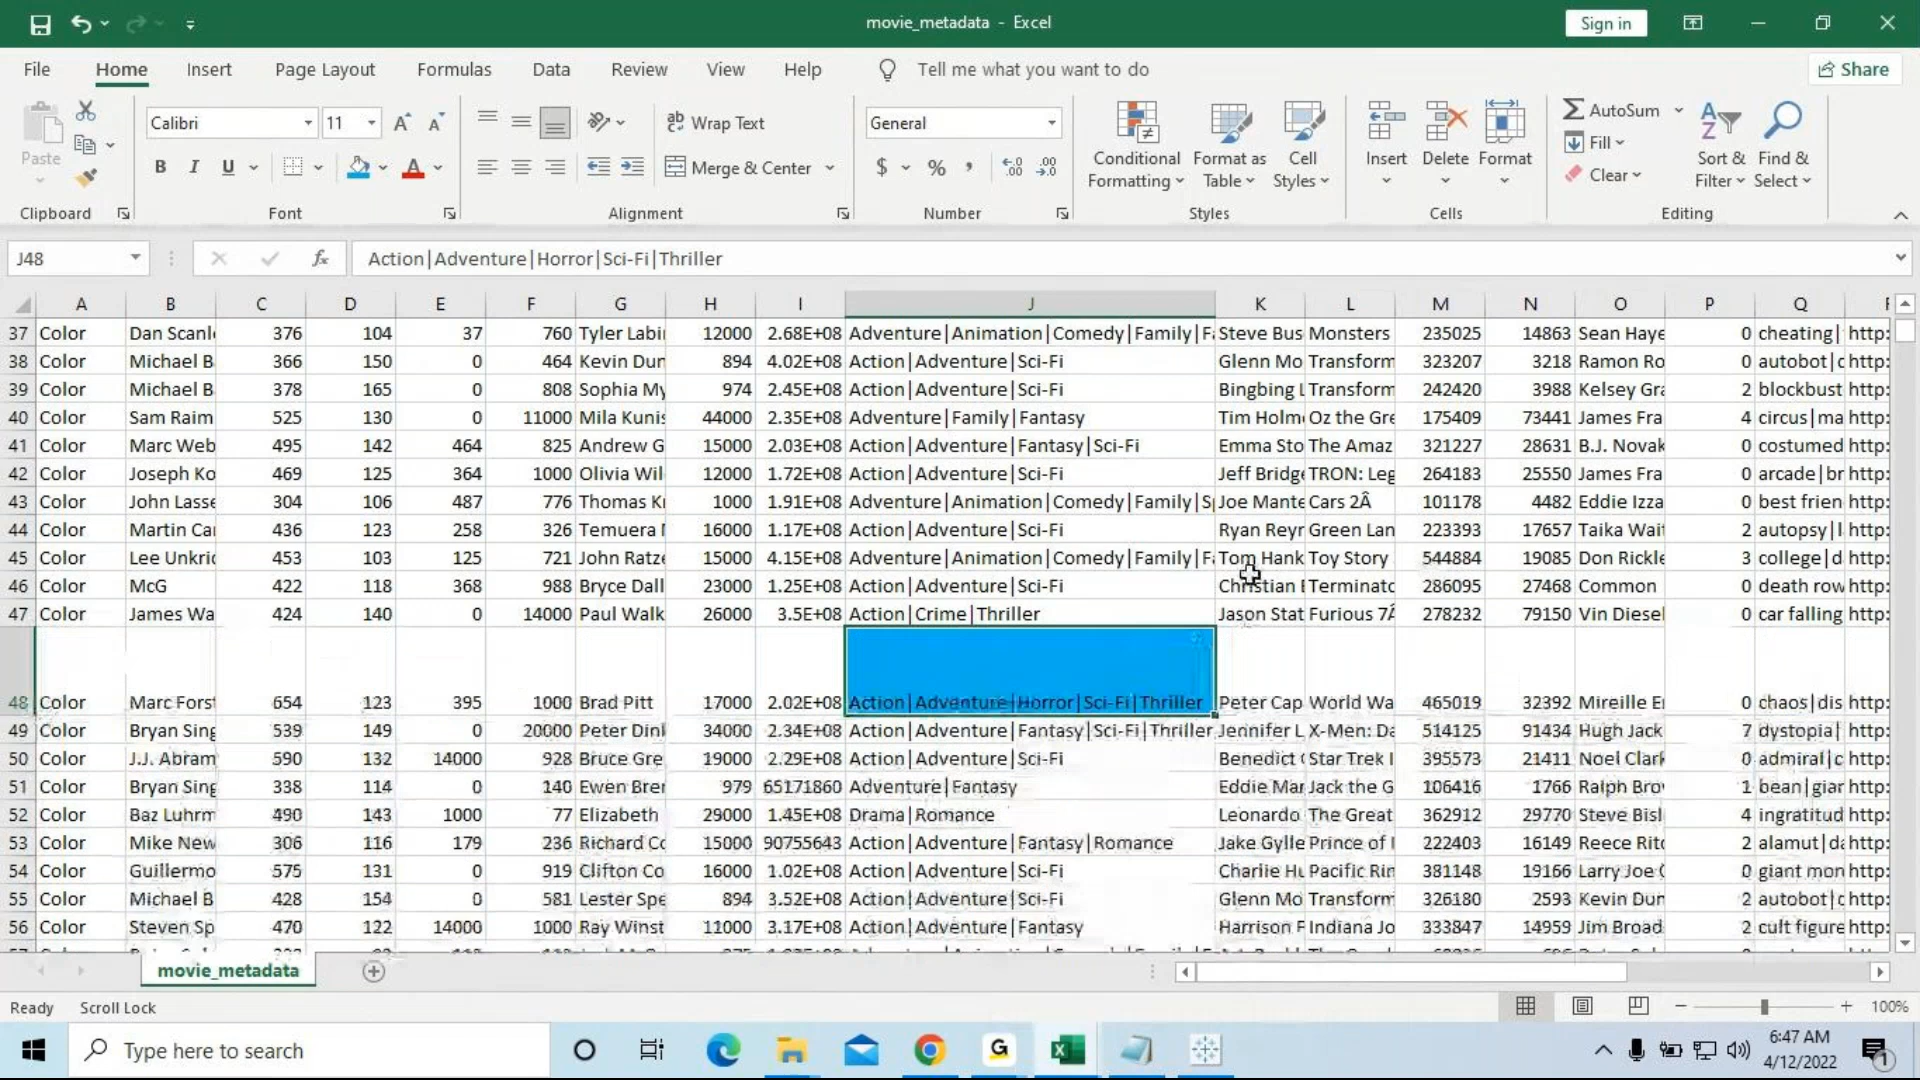 movie_metadata - Excel
Sign in
File Home Insert Page Layout Formulas Data Review View Help Tell me what you want to do Share
Paste Calibri 11 Wrap Text General Conditional Formatting Format as Table Cell Styles Insert Delete Format AutoSum Fill Clear Sort & Filter Find & Select
B I U Merge & Center $ % ,
Clipboard Font Alignment Number Styles Cells Editing
J48 fx Action|Adventure|Horror|Sci-Fi|Thriller
A B C D E F G H I J K L M N O P Q
37 Color Dan Scanl 376 104 37 760 Tyler Labi 12000 2.68E+08 Adventure|Animation|Comedy|Family|F Steve Bus Monsters 235025 14863 Sean Haye 0 cheating| http:
38 Color Michael B 366 150 0 464 Kevin Dun 894 4.02E+08 Action|Adventure|Sci-Fi Glenn Mo Transform 323207 3218 Ramon Ro 0 autobot|d http:
39 Color Michael B 378 165 0 808 Sophia My 974 2.45E+08 Action|Adventure|Sci-Fi Bingbing L Transform 242420 3988 Kelsey Gra 2 blockbust http:
40 Color Sam Raim 525 130 0 11000 Mila Kunis 44000 2.35E+08 Adventure|Family|Fantasy Tim Holm Oz the Gre 175409 73441 James Fra 4 circus|ma http:
41 Color Marc Web 495 142 464 825 Andrew G 15000 2.03E+08 Action|Adventure|Fantasy|Sci-Fi Emma Sto The Amaz 321227 28631 B.J. Novak 0 costumed http:
42 Color Joseph Ko 469 125 364 1000 Olivia Wil 12000 1.72E+08 Action|Adventure|Sci-Fi Jeff Bridge TRON: Leg 264183 25550 James Fra 0 arcade|br http:
43 Color John Lasse 304 106 487 776 Thomas K 1000 1.91E+08 Adventure|Animation|Comedy|Family|S Joe Mante Cars 2Â 101178 4482 Eddie Izza 0 best frien http:
44 Color Martin Ca 436 123 258 326 Temuera 16000 1.17E+08 Action|Adventure|Sci-Fi Ryan Reyr Green Lan 223393 17657 Taika Wai 2 autopsy|l http:
45 Color Lee Unkri 453 103 125 721 John Ratze 15000 4.15E+08 Adventure|Animation|Comedy|Family|F Tom Hank Toy Story 544884 19085 Don Rickle 3 college|d http:
46 Color McG 422 118 368 988 Bryce Dall 23000 1.25E+08 Action|Adventure|Sci-Fi Christian Terminato 286095 27468 Common 0 death row http:
47 Color James Wa 424 140 0 14000 Paul Walk 26000 3.5E+08 Action|Crime|Thriller Jason Stat Furious 7Â 278232 79150 Vin Diesel 0 car falling http:
48 Color Marc Forst 654 123 395 1000 Brad Pitt 17000 2.02E+08 Action|Adventure|Horror|Sci-Fi|Thriller Peter Cap World Wa 465019 32392 Mireille E 0 chaos|dis http:
49 Color Bryan Sing 539 149 0 20000 Peter Dink 34000 2.34E+08 Action|Adventure|Fantasy|Sci-Fi|Thriller Jennifer L X-Men: Da 514125 91434 Hugh Jack 7 dystopia| http:
50 Color J.J. Abram 590 132 14000 928 Bruce Gre 19000 2.29E+08 Action|Adventure|Sci-Fi Benedict Star Trek I 395573 21411 Noel Clark 0 admiral|c http:
51 Color Bryan Sing 338 114 0 140 Ewen Brer 979 65171860 Adventure|Fantasy Eddie Mar Jack the G 106416 1766 Ralph Bro 1 bean|giar http:
52 Color Baz Luhrm 490 143 1000 77 Elizabeth 29000 1.45E+08 Drama|Romance Leonardo The Great 362912 29770 Steve Bisl 4 ingratitud http:
53 Color Mike New 306 116 179 236 Richard Co 15000 90755643 Action|Adventure|Fantasy|Romance Jake Gylle Prince of 222403 16149 Reece Rito 2 alamut|da http:
54 Color Guillermo 575 131 0 919 Clifton Co 16000 1.02E+08 Action|Adventure|Sci-Fi Charlie Hu Pacific Rin 381148 19166 Larry Joe 0 giant mon http:
55 Color Michael B 428 154 0 581 Lester Spe 894 3.52E+08 Action|Adventure|Sci-Fi Glenn Mo Transform 326180 2593 Kevin Dun 2 autobot|c http:
56 Color Steven Sp 470 122 14000 1000 Ray Winst 11000 3.17E+08 Action|Adventure|Fantasy Harrison F Indiana Jo 333847 14959 Jim Broad 2 cult figure http:
movie_metadata
Ready Scroll Lock 100%
Type here to search 6:47 AM
4/12/2022